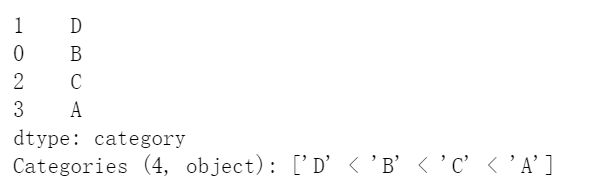 1    D
0    B
2    C
3    A
dtype: category
Categories (4, object): ['D' < 'B' < 'C' < 'A']